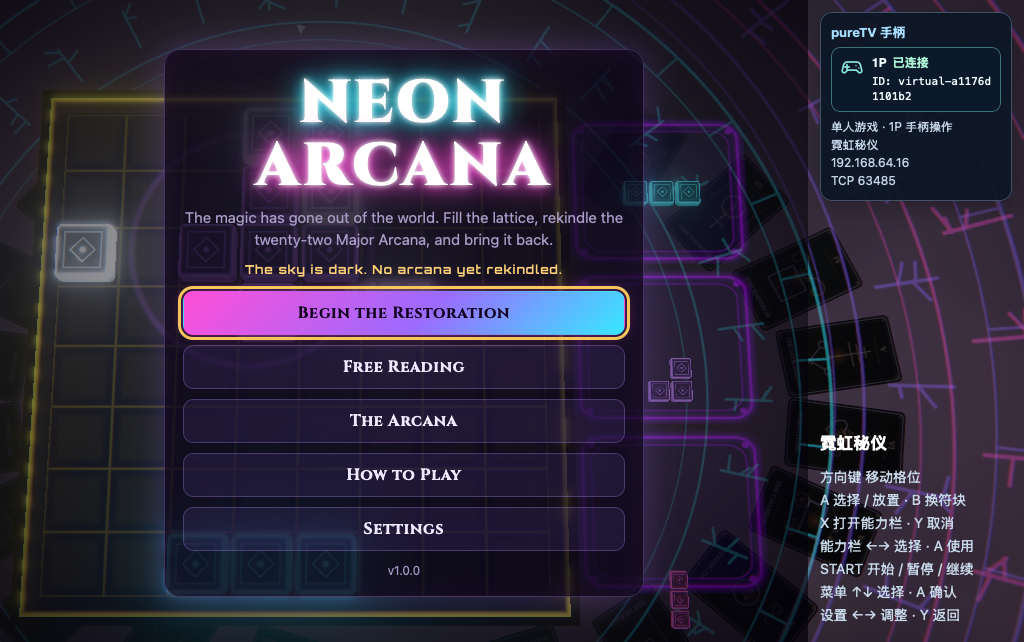 NEON
ARCANA
The magic has gone out of the world. Fill the lattice, rekindle the
twenty-two Major Arcana, and bring it back.
The sky is dark. No arcana yet rekindled.
Begin the Restoration
Free Reading
The Arcana
How to Play
Settings
v1.0.0
pureTV 手柄
1P 已连接
ID: virtual-a1176d
1101b2
单人游戏 · 1P 手柄操作
霓虹秘仪
192.168.64.16
TCP 63485
霓虹秘仪
方向键 移动格位
A 选择 / 放置 · B 换符块
X 打开能力栏 · Y 取消
能力栏 ←→ 选择 · A 使用
START 开始 / 暂停 / 继续
菜单 ↑↓ 选择 · A 确认
设置 ←→ 调整 · Y 返回